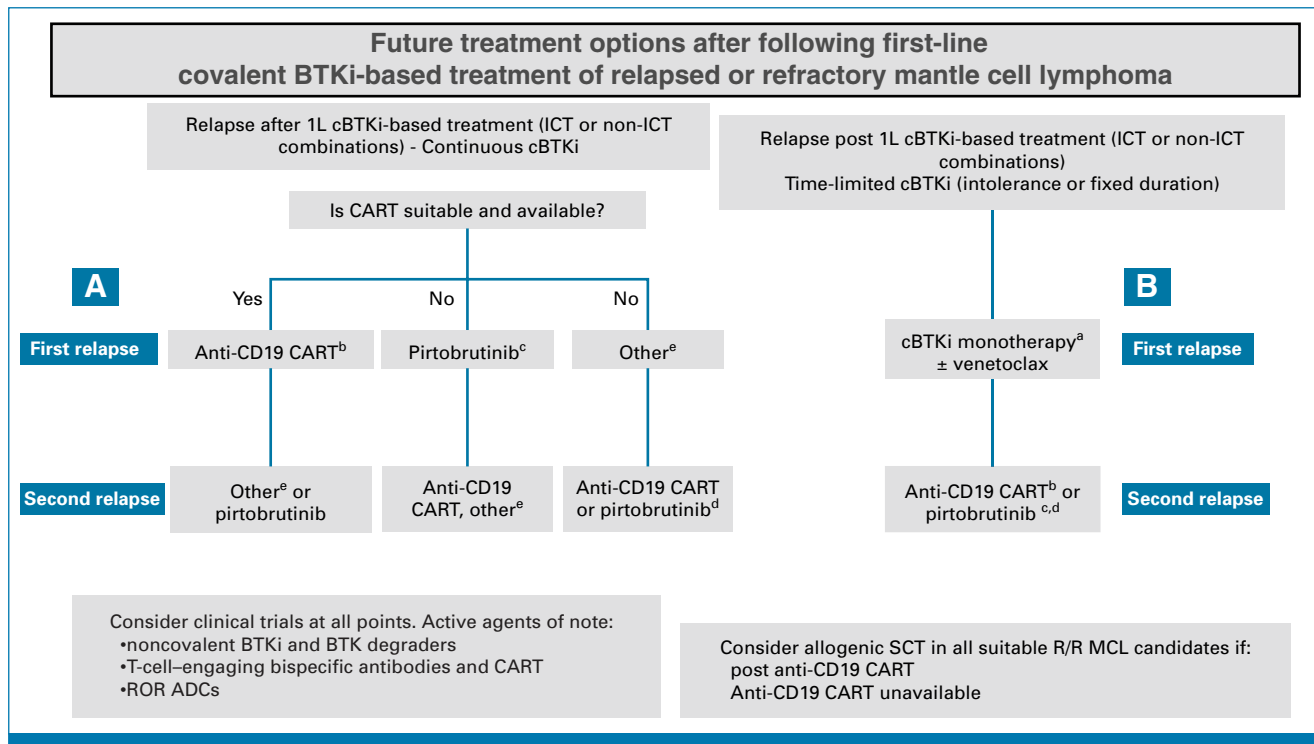 Future treatment options after following first-line
covalent BTKi-based treatment of relapsed or refractory mantle cell lymphoma
Relapse after 1L cBTKi-based treatment (ICT or non-ICT
combinations) - Continuous cBTKi
Relapse post 1L cBTKi-based treatment (ICT or non-ICT
combinations)
Time-limited cBTKi (intolerance or fixed duration)
Is CART suitable and available?
A
B
Yes
No
No
First relapse
Anti-CD19 CARTb
Pirtobrutinibc
Othere
cBTKi monotherapya
± venetoclax
First relapse
Second relapse
Othere or
pirtobrutinib
Anti-CD19
CART, othere
Anti-CD19 CART
or pirtobrutinibd
Anti-CD19 CARTb or
pirtobrutinib c,d
Second relapse
Consider clinical trials at all points. Active agents of note:
•noncovalent BTKi and BTK degraders
•T-cell–engaging bispecific antibodies and CART
•ROR ADCs
Consider allogenic SCT in all suitable R/R MCL candidates if:
post anti-CD19 CART
Anti-CD19 CART unavailable